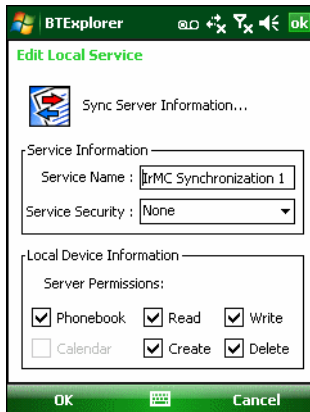 BTExplorer ok
Edit Local Service
Sync Server Information...
Service Information
Service Name : IrMC Synchronization 1
Service Security : None
Local Device Information
Server Permissions:
Phonebook Read Write
Calendar Create Delete
OK Cancel